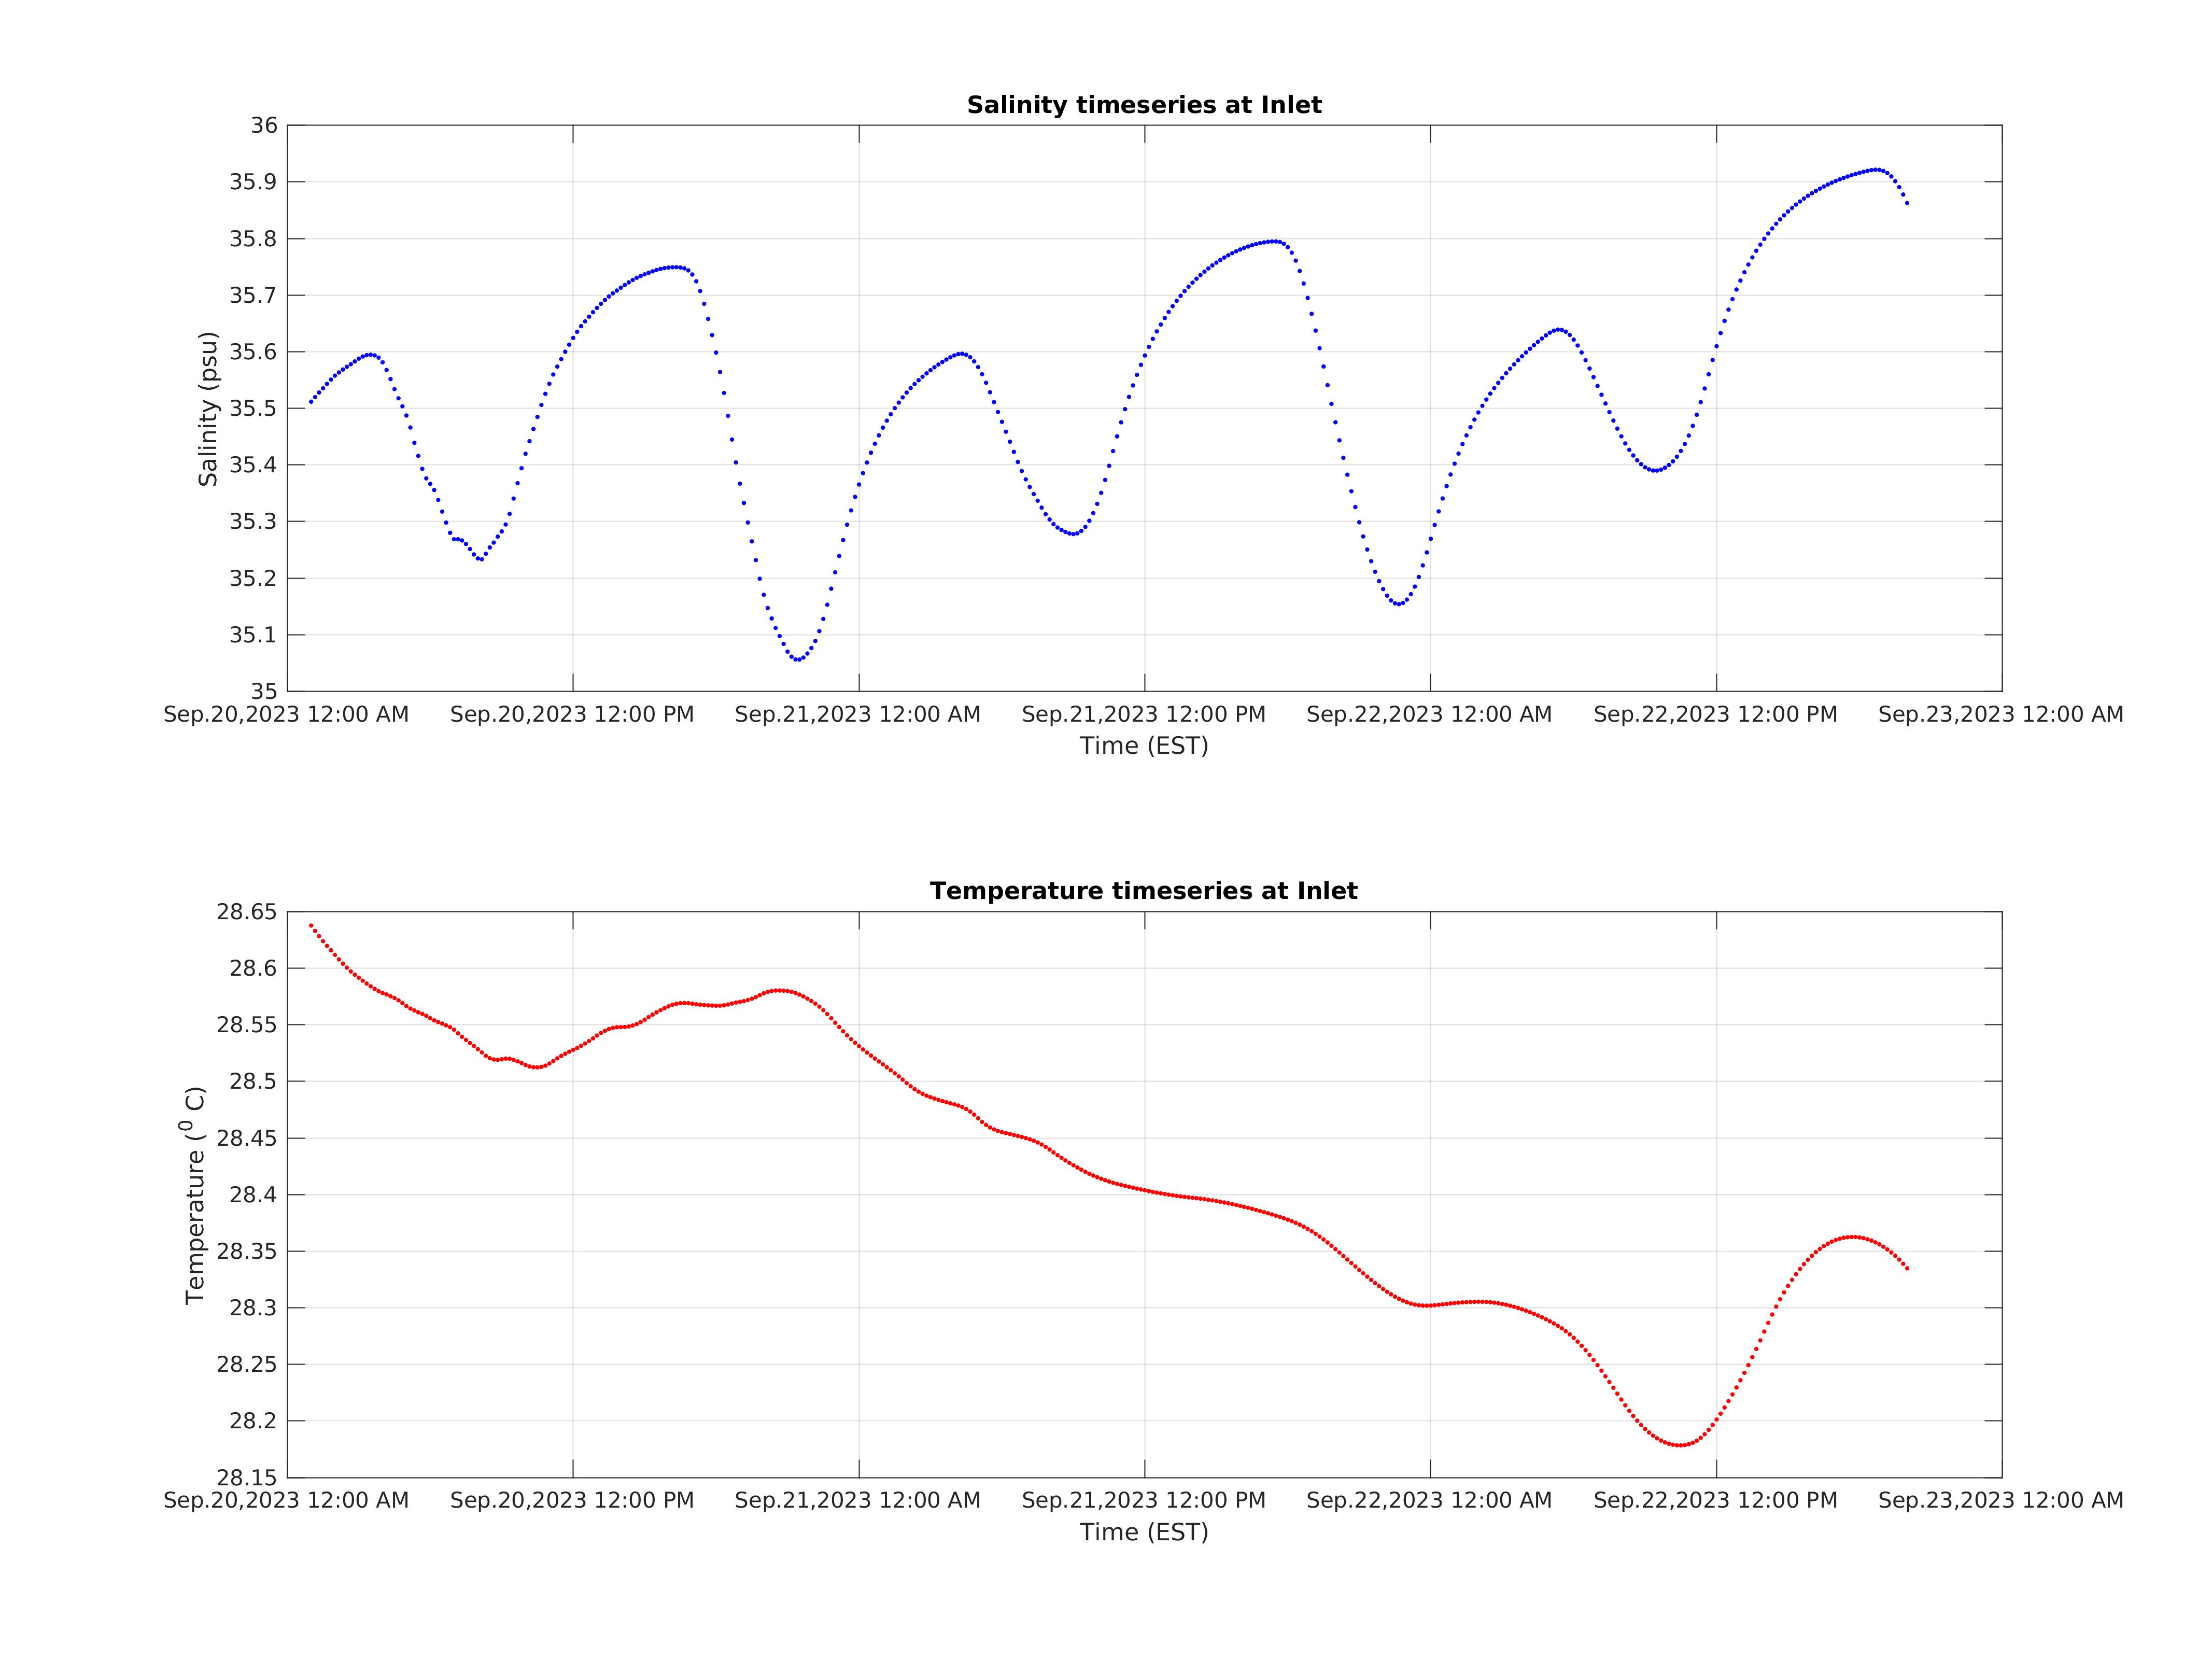 Salinity timeseries at Inlet
36
35.9
35.8
35.7
35.6
35.5
35.4
35.3
35.2
35.1
35
Salinity (psu)
Sep.20,2023 12:00 AM Sep.20,2023 12:00 PM Sep.21,2023 12:00 AM Sep.21,2023 12:00 PM Sep.22,2023 12:00 AM Sep.22,2023 12:00 PM Sep.23,2023 12:00 AM
Time (EST)
Temperature timeseries at Inlet
28.65
28.6
28.55
28.5
28.45
28.4
28.35
28.3
28.25
28.2
28.15
Temperature (⁰ C)
Sep.20,2023 12:00 AM Sep.20,2023 12:00 PM Sep.21,2023 12:00 AM Sep.21,2023 12:00 PM Sep.22,2023 12:00 AM Sep.22,2023 12:00 PM Sep.23,2023 12:00 AM
Time (EST)